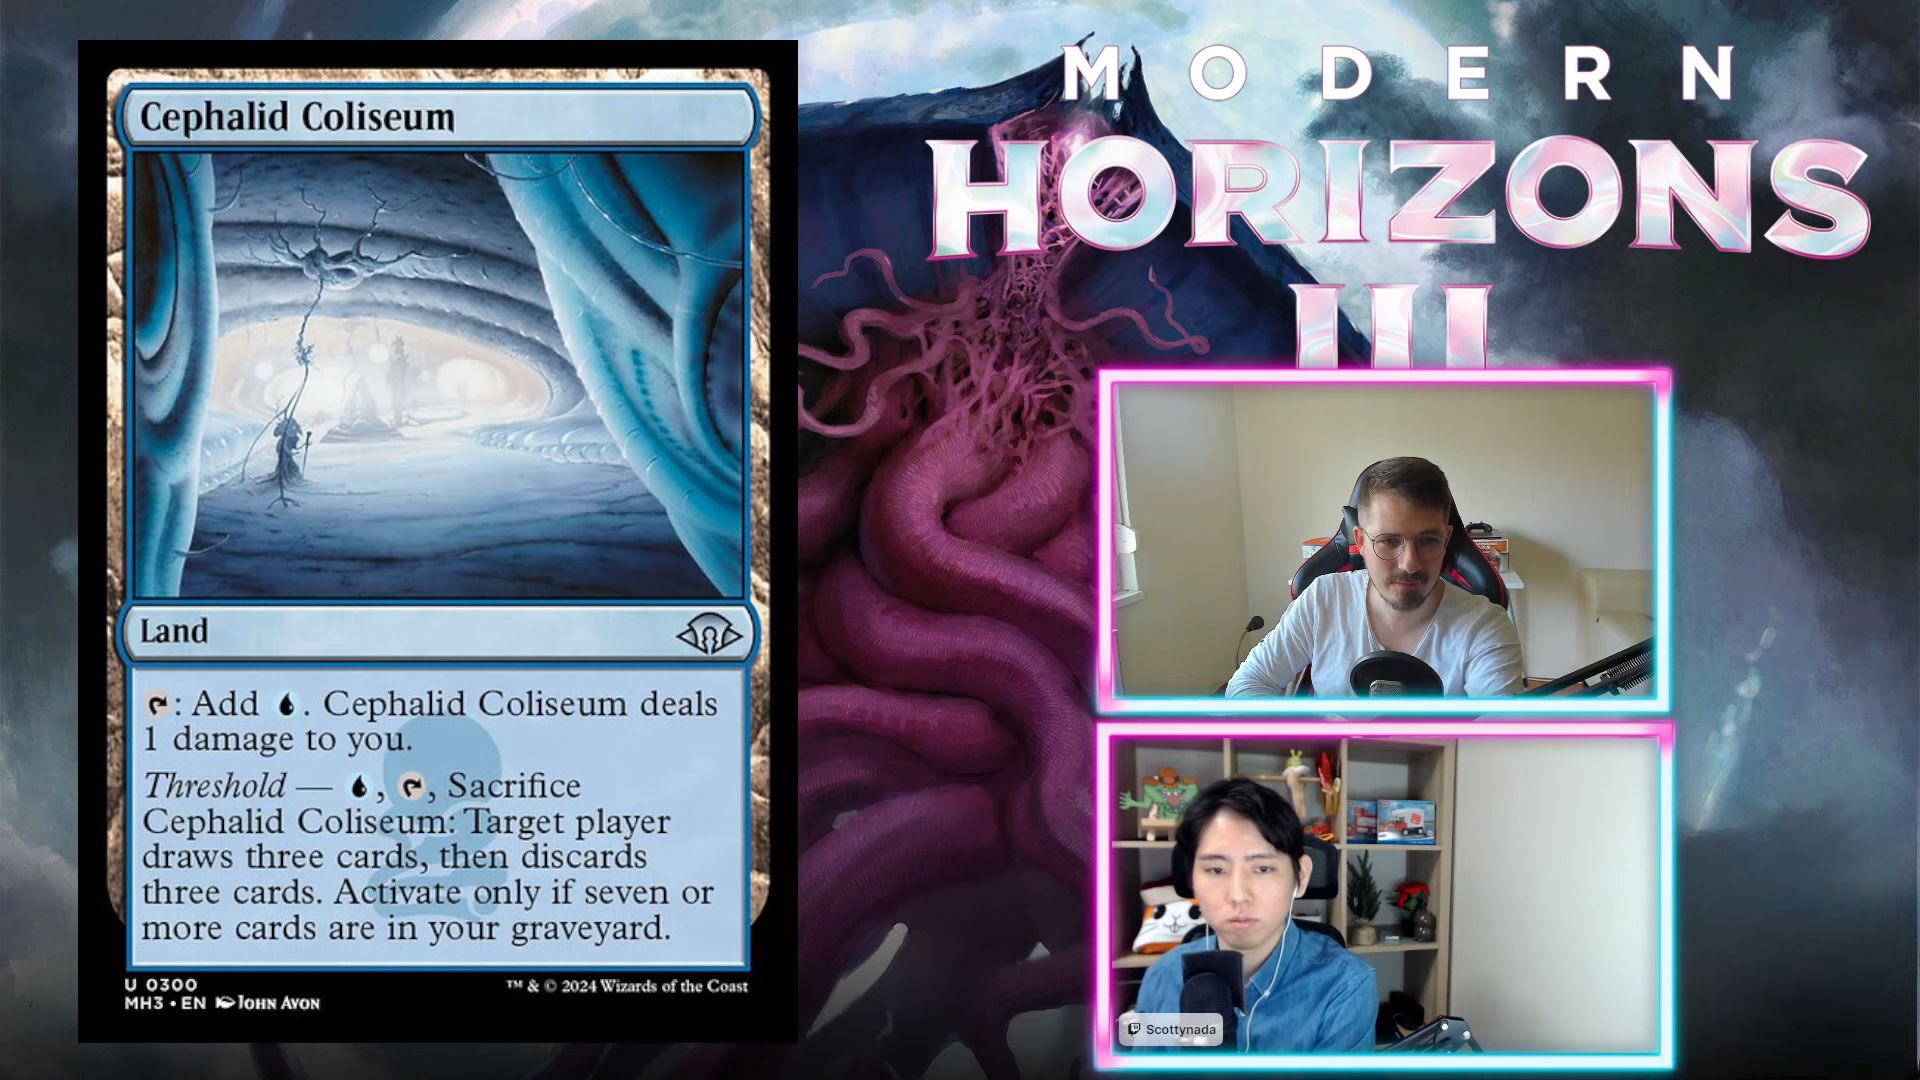 Cephalid Coliseum
Land
: Add . Cephalid Coliseum deals
1 damage to you.
Threshold — , , Sacrifice
Cephalid Coliseum: Target player
draws three cards, then discards
three cards. Activate only if seven or
more cards are in your graveyard.
U 0300
MH3 • EN John Avon
™ & © 2024 Wizards of the Coast
MODERN
HORIZONS
III
Scottynada